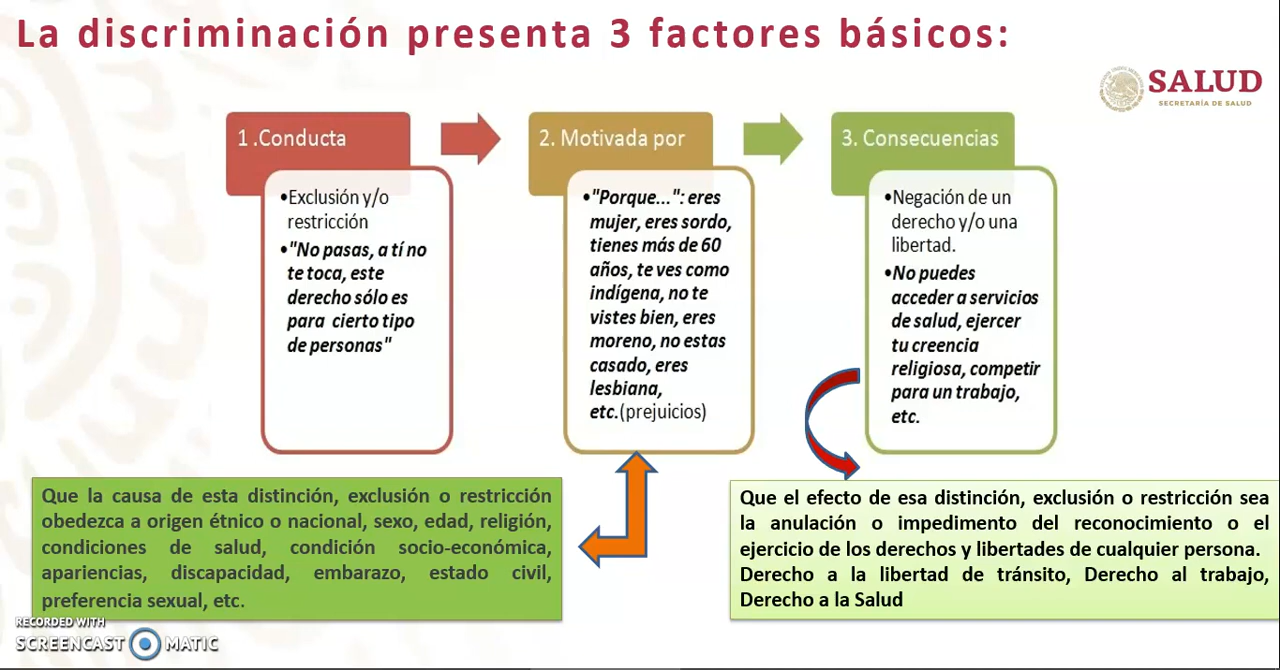 La discriminación presenta 3 factores básicos:
SALUD
SECRETARÍA DE SALUD
1 .Conducta
•Exclusión y/o
restricción
•"No pasas, a tí no
te toca, este
derecho sólo es
para cierto tipo
de personas"
2. Motivada por
•"Porque...": eres
mujer, eres sordo,
tienes más de 60
años, te ves como
indígena, no te
vistes bien, eres
moreno, no estas
casado, eres
lesbiana,
etc.(prejuicios)
3. Consecuencias
•Negación de un
derecho y/o una
libertad.
•No puedes
acceder a servicios
de salud, ejercer
tu creencia
religiosa, competir
para un trabajo,
etc.
Que la causa de esta distinción, exclusión o restricción
obedezca a origen étnico o nacional, sexo, edad, religión,
condiciones de salud, condición socio-económica,
apariencias, discapacidad, embarazo, estado civil,
preferencia sexual, etc.
Que el efecto de esa distinción, exclusión o restricción sea
la anulación o impedimento del reconocimiento o el
ejercicio de los derechos y libertades de cualquier persona.
Derecho a la libertad de tránsito, Derecho al trabajo,
Derecho a la Salud
RECORDED WITH
SCREENCAST MATIC